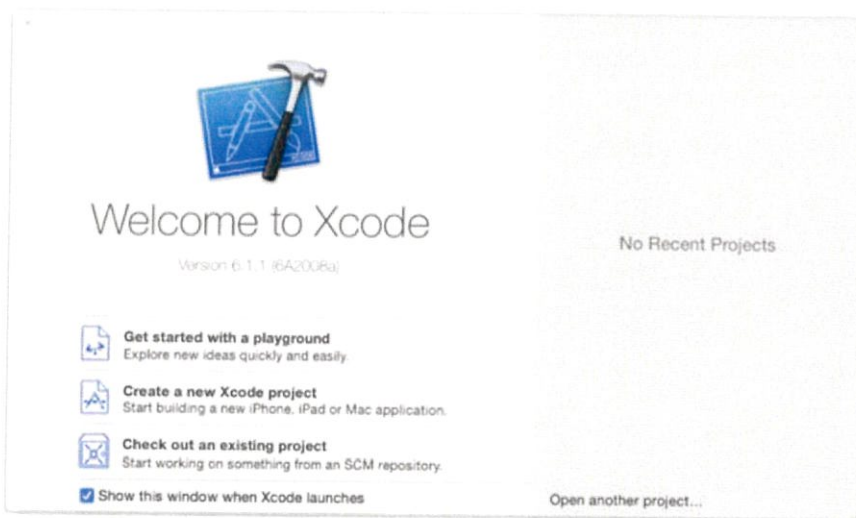 Welcome to Xcode
Version 6.1.1 (6A2008a)
Get started with a playground
Explore new ideas quickly and easily.
Create a new Xcode project
Start building a new iPhone, iPad or Mac application.
Check out an existing project
Start working on something from an SCM repository.
Show this window when Xcode launches
No Recent Projects
Open another project...